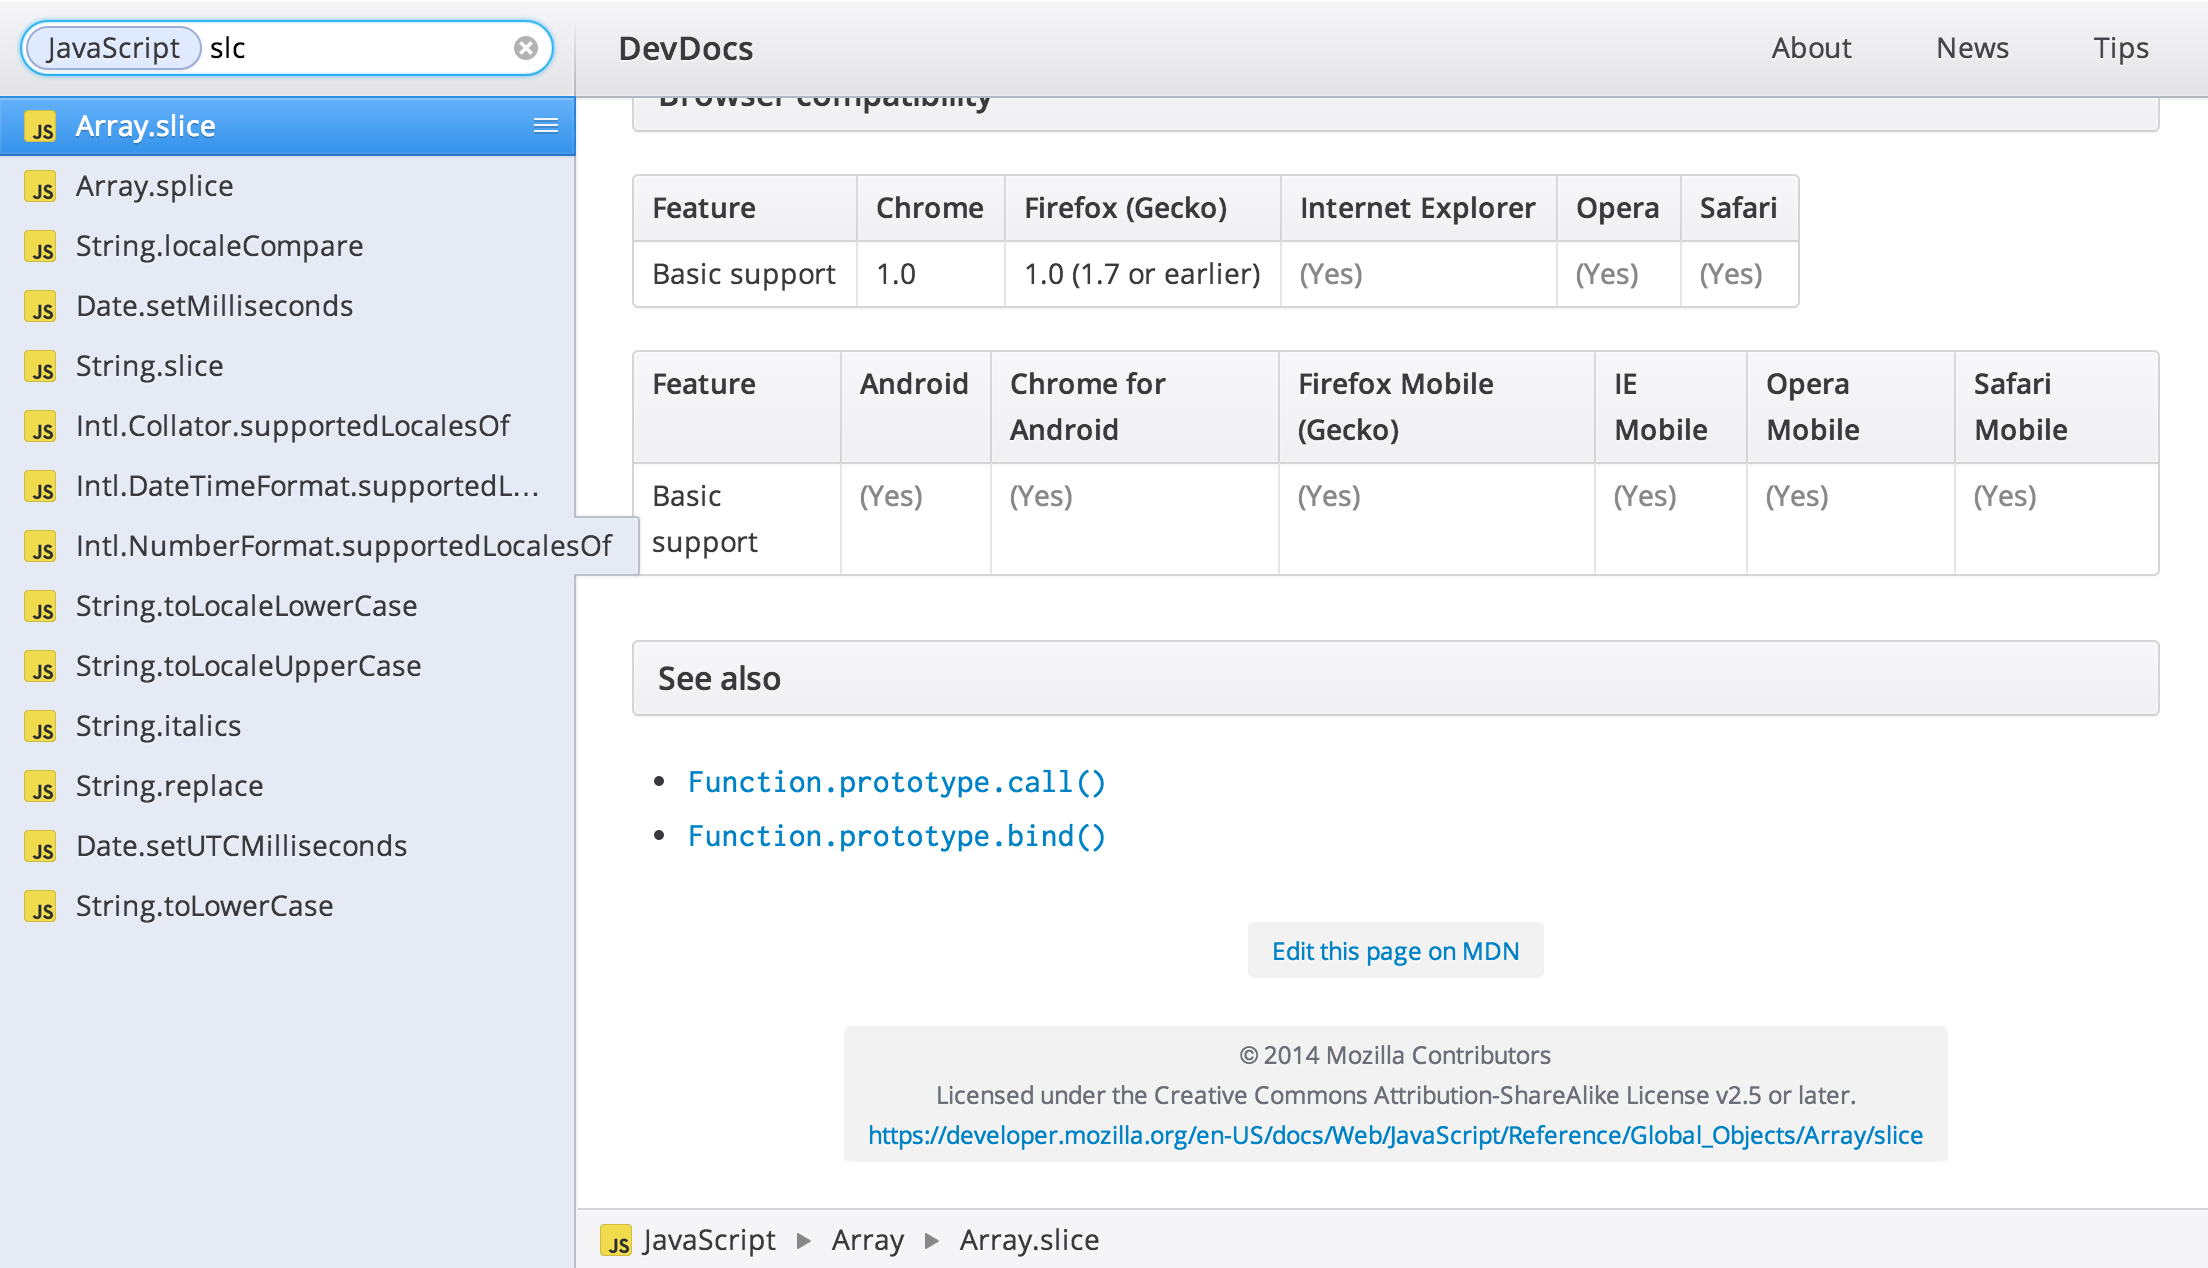 JavaScript slc
DevDocs
About News Tips
JS Array.slice
JS Array.splice
JS String.localeCompare
JS Date.setMilliseconds
JS String.slice
JS Intl.Collator.supportedLocalesOf
JS Intl.DateTimeFormat.supportedL…
JS Intl.NumberFormat.supportedLocalesOf
JS String.toLocaleLowerCase
JS String.toLocaleUpperCase
JS String.italics
JS String.replace
JS Date.setUTCMilliseconds
JS String.toLowerCase
Browser compatibility
Feature Chrome Firefox (Gecko) Internet Explorer Opera Safari
Basic support 1.0 1.0 (1.7 or earlier) (Yes) (Yes) (Yes)
Feature Android Chrome for Android Firefox Mobile (Gecko) IE Mobile Opera Mobile Safari Mobile
Basic support (Yes) (Yes) (Yes) (Yes) (Yes) (Yes)
See also
• Function.prototype.call()
• Function.prototype.bind()
Edit this page on MDN
© 2014 Mozilla Contributors
Licensed under the Creative Commons Attribution-ShareAlike License v2.5 or later.
https://developer.mozilla.org/en-US/docs/Web/JavaScript/Reference/Global_Objects/Array/slice
JS JavaScript ▸ Array ▸ Array.slice